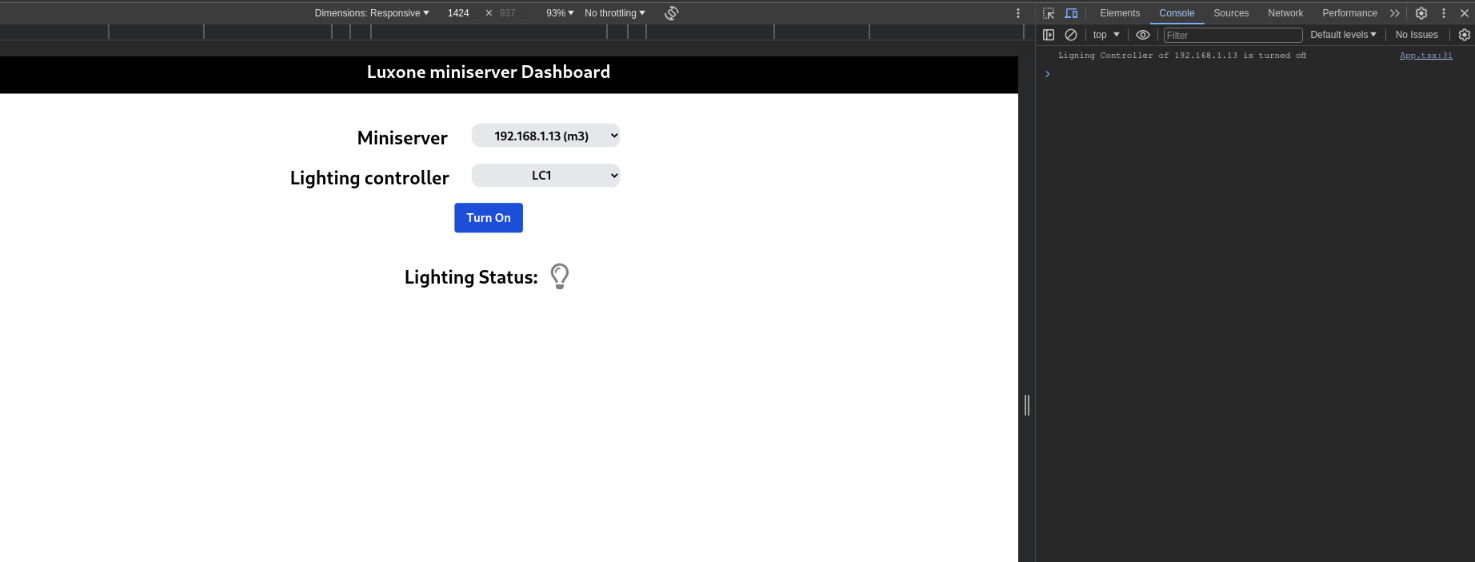 Dimensions: Responsive 1424 × 937 93% No throttling
Elements Console Sources Network Performance
top Filter Default levels No Issues
Ligning Controller of 192.168.1.13 is turned off App.tsx:31
Luxone miniserver Dashboard
Miniserver 192.168.1.13 (m3)
Lighting controller LC1
Turn On
Lighting Status: